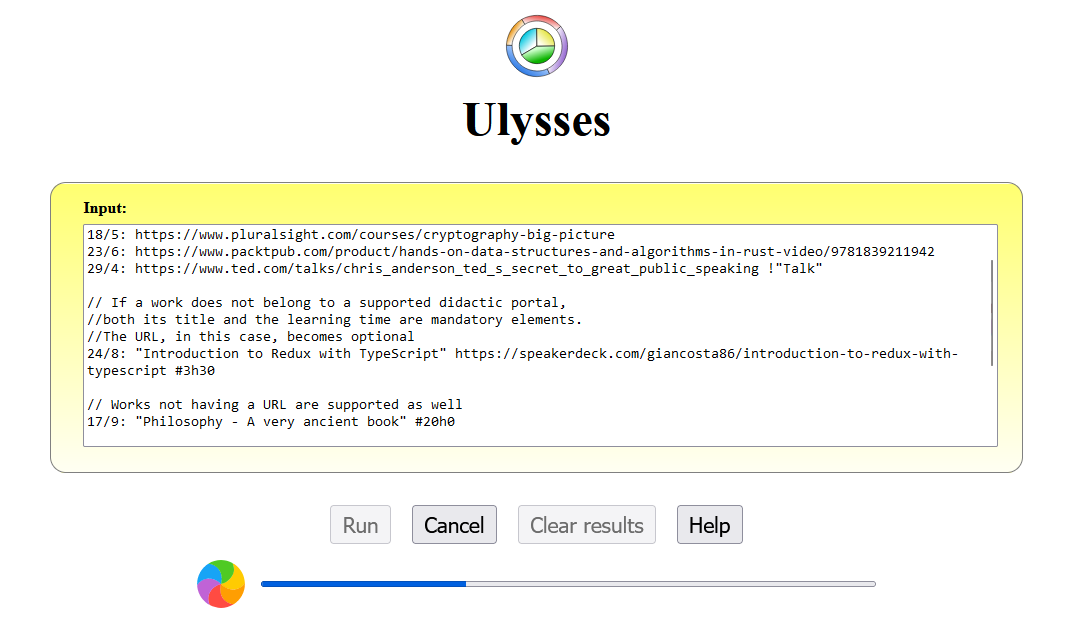 Ulysses
Input:
18/5: https://www.pluralsight.com/courses/cryptography-big-picture
23/6: https://www.packtpub.com/product/hands-on-data-structures-and-algorithms-in-rust-video/9781839211942
29/4: https://www.ted.com/talks/chris_anderson_ted_s_secret_to_great_public_speaking !"Talk"
// If a work does not belong to a supported didactic portal,
//both its title and the learning time are mandatory elements.
//The URL, in this case, becomes optional
24/8: "Introduction to Redux with TypeScript" https://speakerdeck.com/giancosta86/introduction-to-redux-with-
typescript #3h30
// Works not having a URL are supported as well
17/9: "Philosophy - A very ancient book" #20h0
Run Cancel Clear results Help